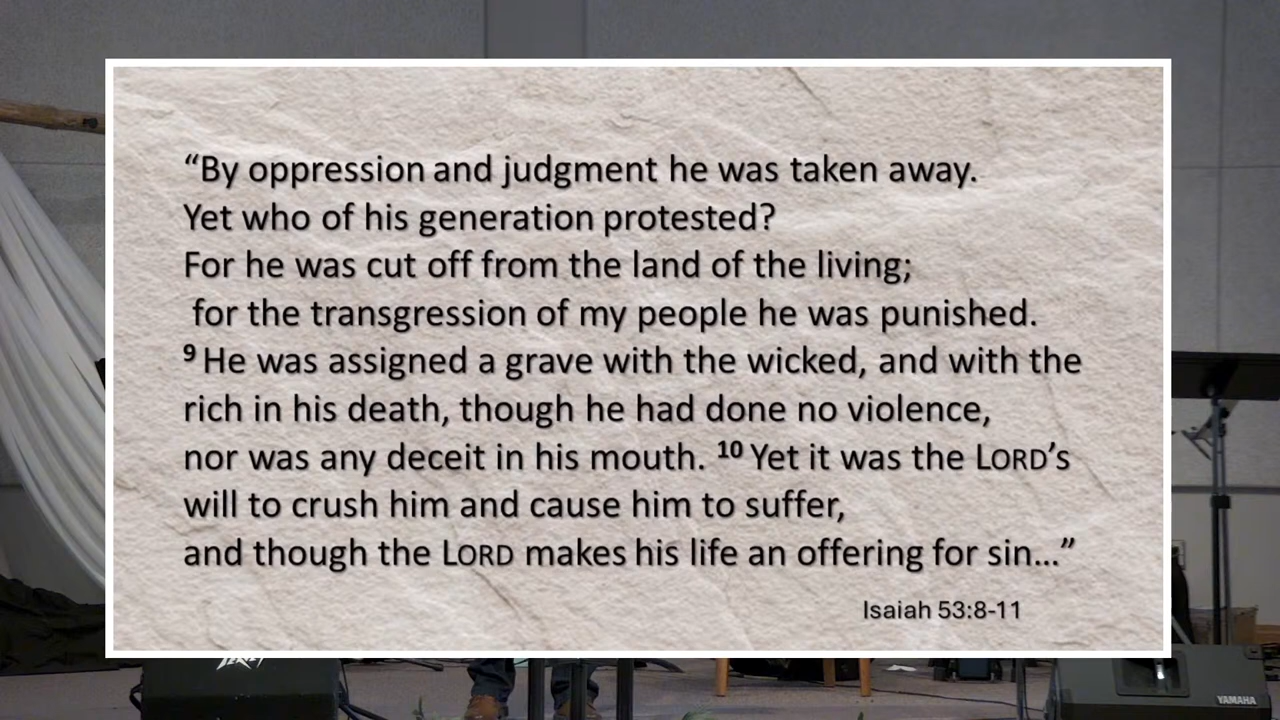 “By oppression and judgment he was taken away.
Yet who of his generation protested?
For he was cut off from the land of the living;
for the transgression of my people he was punished.
9 He was assigned a grave with the wicked, and with the
rich in his death, though he had done no violence,
nor was any deceit in his mouth. 10 Yet it was the LORD’s
will to crush him and cause him to suffer,
and though the LORD makes his life an offering for sin...”
Isaiah 53:8-11
YAMAHA